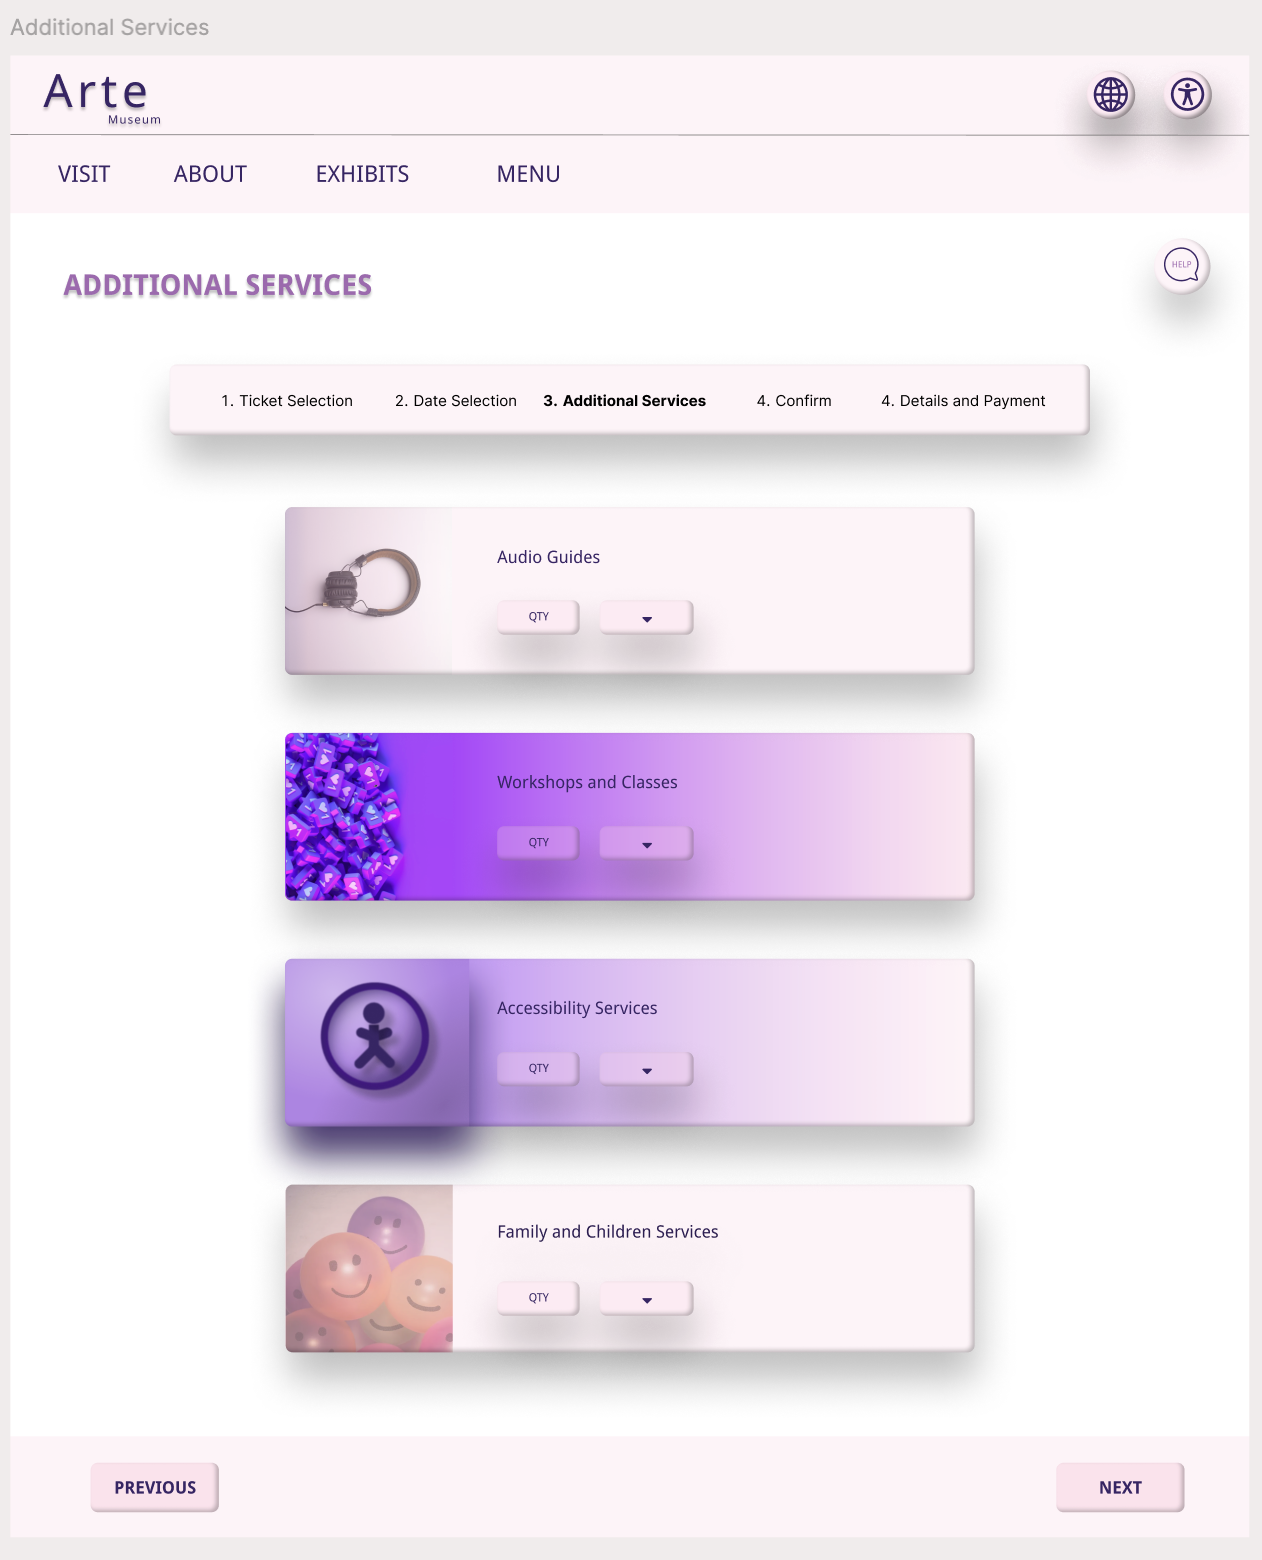 Additional Services
Arte
Museum
VISIT ABOUT EXHIBITS MENU
HELP
ADDITIONAL SERVICES
1. Ticket Selection 2. Date Selection 3. Additional Services 4. Confirm 4. Details and Payment
Audio Guides
QTY
Workshops and Classes
QTY
Accessibility Services
QTY
Family and Children Services
QTY
PREVIOUS NEXT